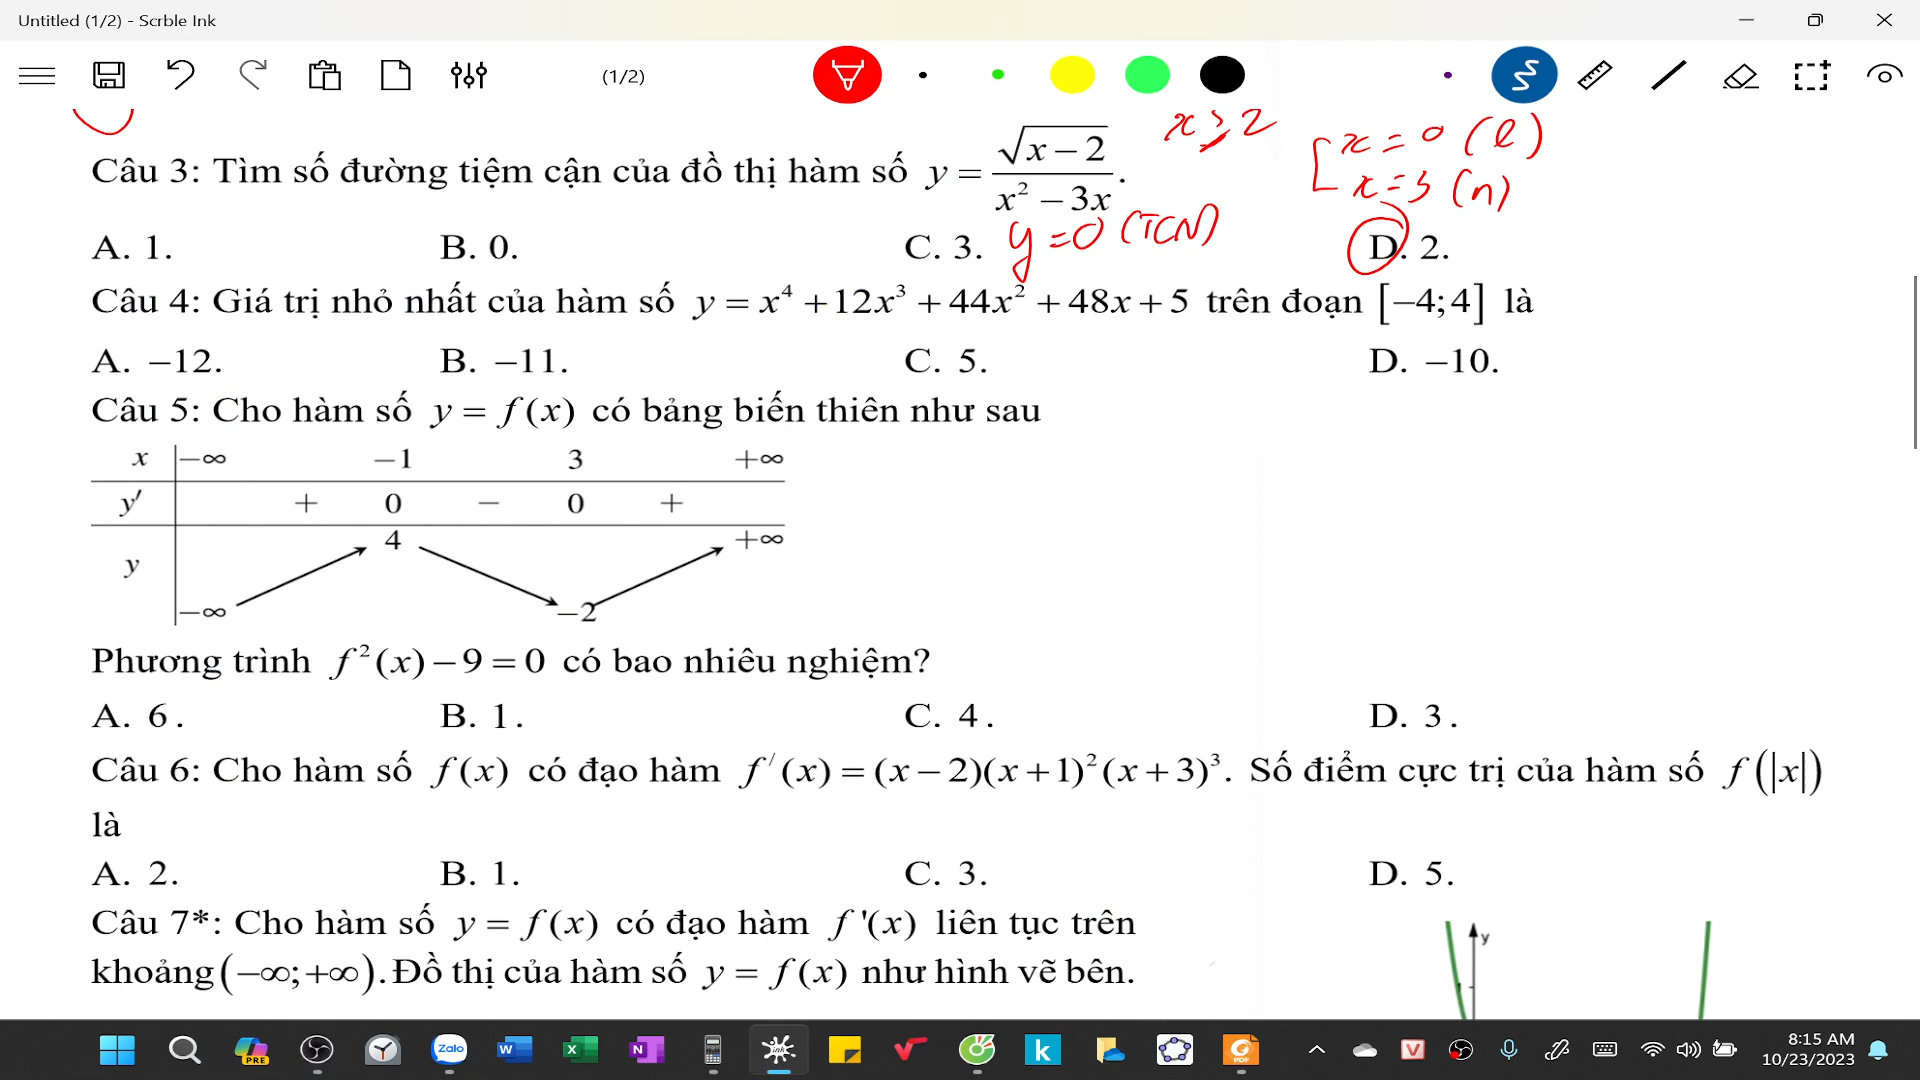 Untitled (1/2) - Scrble Ink
(1/2)
Câu 3: Tìm số đường tiệm cận của đồ thị hàm số y = √(x − 2) / (x² − 3x).
x ≥ 2
x = 0 (l)
x = 3 (n)
y = 0 (TCN)
A. 1. B. 0. C. 3. D. 2.
Câu 4: Giá trị nhỏ nhất của hàm số y = x⁴ + 12x³ + 44x² + 48x + 5 trên đoạn [−4; 4] là
A. −12. B. −11. C. 5. D. −10.
Câu 5: Cho hàm số y = f(x) có bảng biến thiên như sau
x −∞ −1 3 +∞
y′ + 0 − 0 +
4 +∞
y
−∞ −2
Phương trình f²(x) − 9 = 0 có bao nhiêu nghiệm?
A. 6. B. 1. C. 4. D. 3.
Câu 6: Cho hàm số f(x) có đạo hàm f′(x) = (x − 2)(x + 1)²(x + 3)³. Số điểm cực trị của hàm số f(|x|)
là
A. 2. B. 1. C. 3. D. 5.
Câu 7*: Cho hàm số y = f(x) có đạo hàm f'(x) liên tục trên
khoảng (−∞; +∞). Đồ thị của hàm số y = f(x) như hình vẽ bên.
y
PRE
Zalo
8:15 AM
10/23/2023